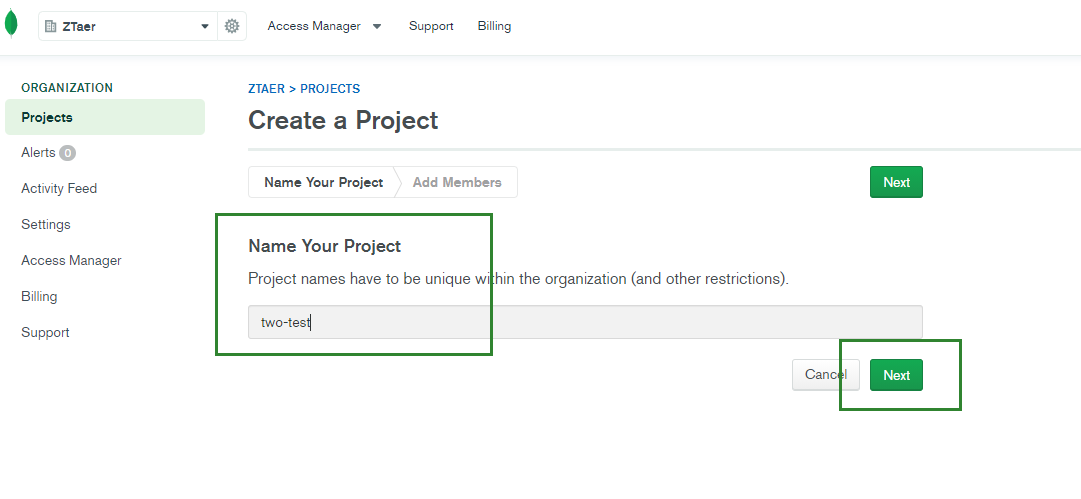 ZTaer Access Manager Support Billing
ORGANIZATION
Projects
Alerts 0
Activity Feed
Settings
Access Manager
Billing
Support
ZTAER > PROJECTS
Create a Project
Name Your Project Add Members Next
Name Your Project
Project names have to be unique within the organization (and other restrictions).
two-test
Cancel Next